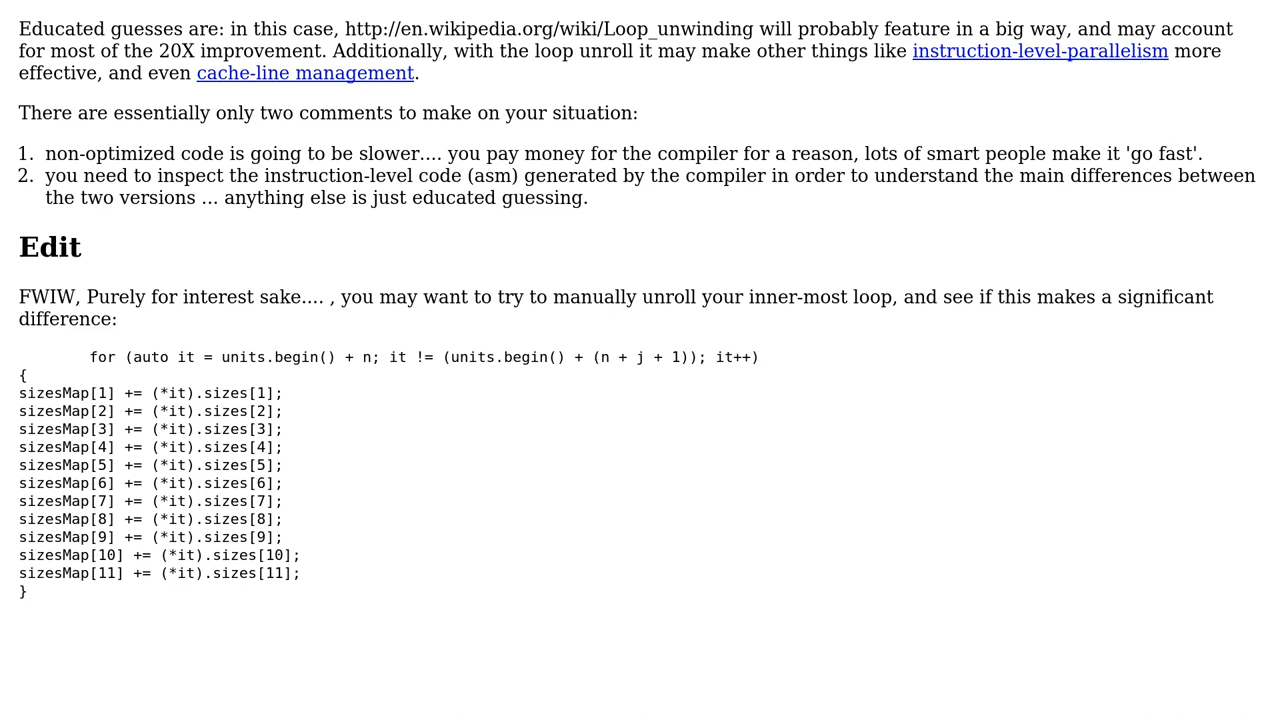 Educated guesses are: in this case, http://en.wikipedia.org/wiki/Loop_unwinding will probably feature in a big way, and may account
for most of the 20X improvement. Additionally, with the loop unroll it may make other things like instruction-level-parallelism more
effective, and even cache-line management.
There are essentially only two comments to make on your situation:
1. non-optimized code is going to be slower.... you pay money for the compiler for a reason, lots of smart people make it 'go fast'.
2. you need to inspect the instruction-level code (asm) generated by the compiler in order to understand the main differences between
the two versions ... anything else is just educated guessing.
Edit
FWIW, Purely for interest sake.... , you may want to try to manually unroll your inner-most loop, and see if this makes a significant
difference:
for (auto it = units.begin() + n; it != (units.begin() + (n + j + 1)); it++)
{
sizesMap[1] += (*it).sizes[1];
sizesMap[2] += (*it).sizes[2];
sizesMap[3] += (*it).sizes[3];
sizesMap[4] += (*it).sizes[4];
sizesMap[5] += (*it).sizes[5];
sizesMap[6] += (*it).sizes[6];
sizesMap[7] += (*it).sizes[7];
sizesMap[8] += (*it).sizes[8];
sizesMap[9] += (*it).sizes[9];
sizesMap[10] += (*it).sizes[10];
sizesMap[11] += (*it).sizes[11];
}